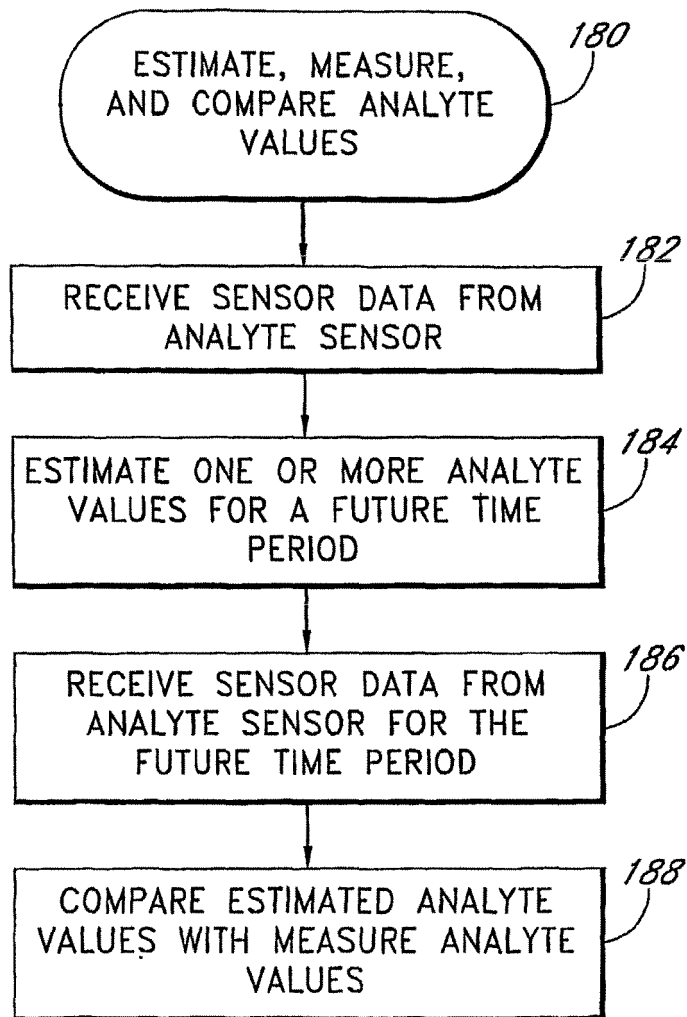 180
ESTIMATE, MEASURE,
AND COMPARE ANALYTE
VALUES
182
RECEIVE SENSOR DATA FROM
ANALYTE SENSOR
184
ESTIMATE ONE OR MORE ANALYTE
VALUES FOR A FUTURE TIME
PERIOD
186
RECEIVE SENSOR DATA FROM
ANALYTE SENSOR FOR THE
FUTURE TIME PERIOD
188
COMPARE ESTIMATED ANALYTE
VALUES WITH MEASURE ANALYTE
VALUES